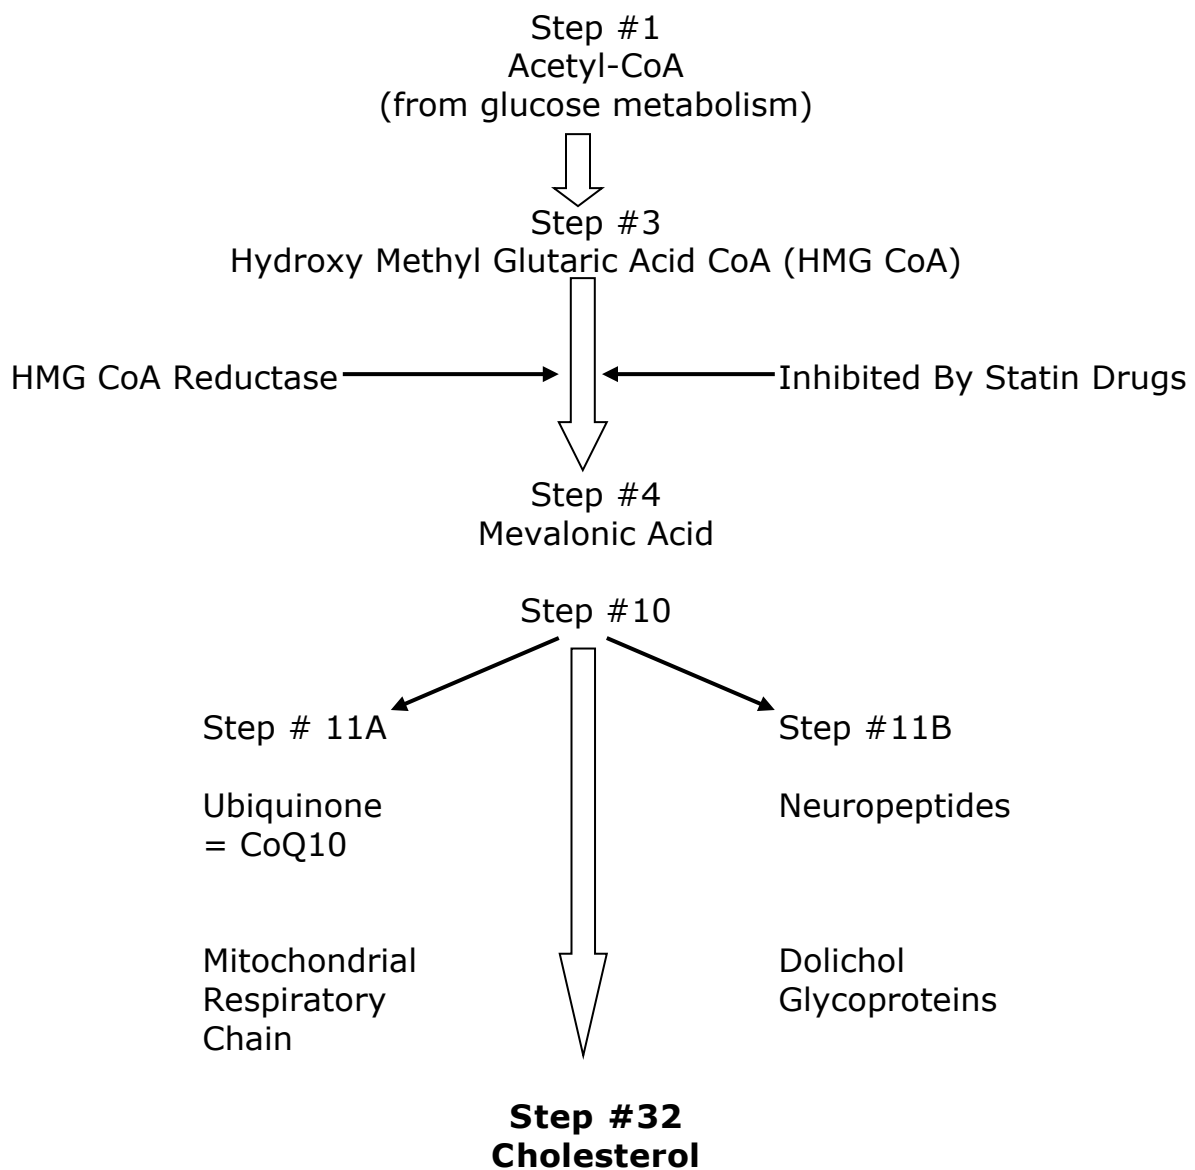 Step #1
Acetyl-CoA
(from glucose metabolism)
Step #3
Hydroxy Methyl Glutaric Acid CoA (HMG CoA)
HMG CoA Reductase
Inhibited By Statin Drugs
Step #4
Mevalonic Acid
Step #10
Step # 11A
Ubiquinone
= CoQ10
Mitochondrial
Respiratory
Chain
Step #11B
Neuropeptides
Dolichol
Glycoproteins
Step #32
Cholesterol